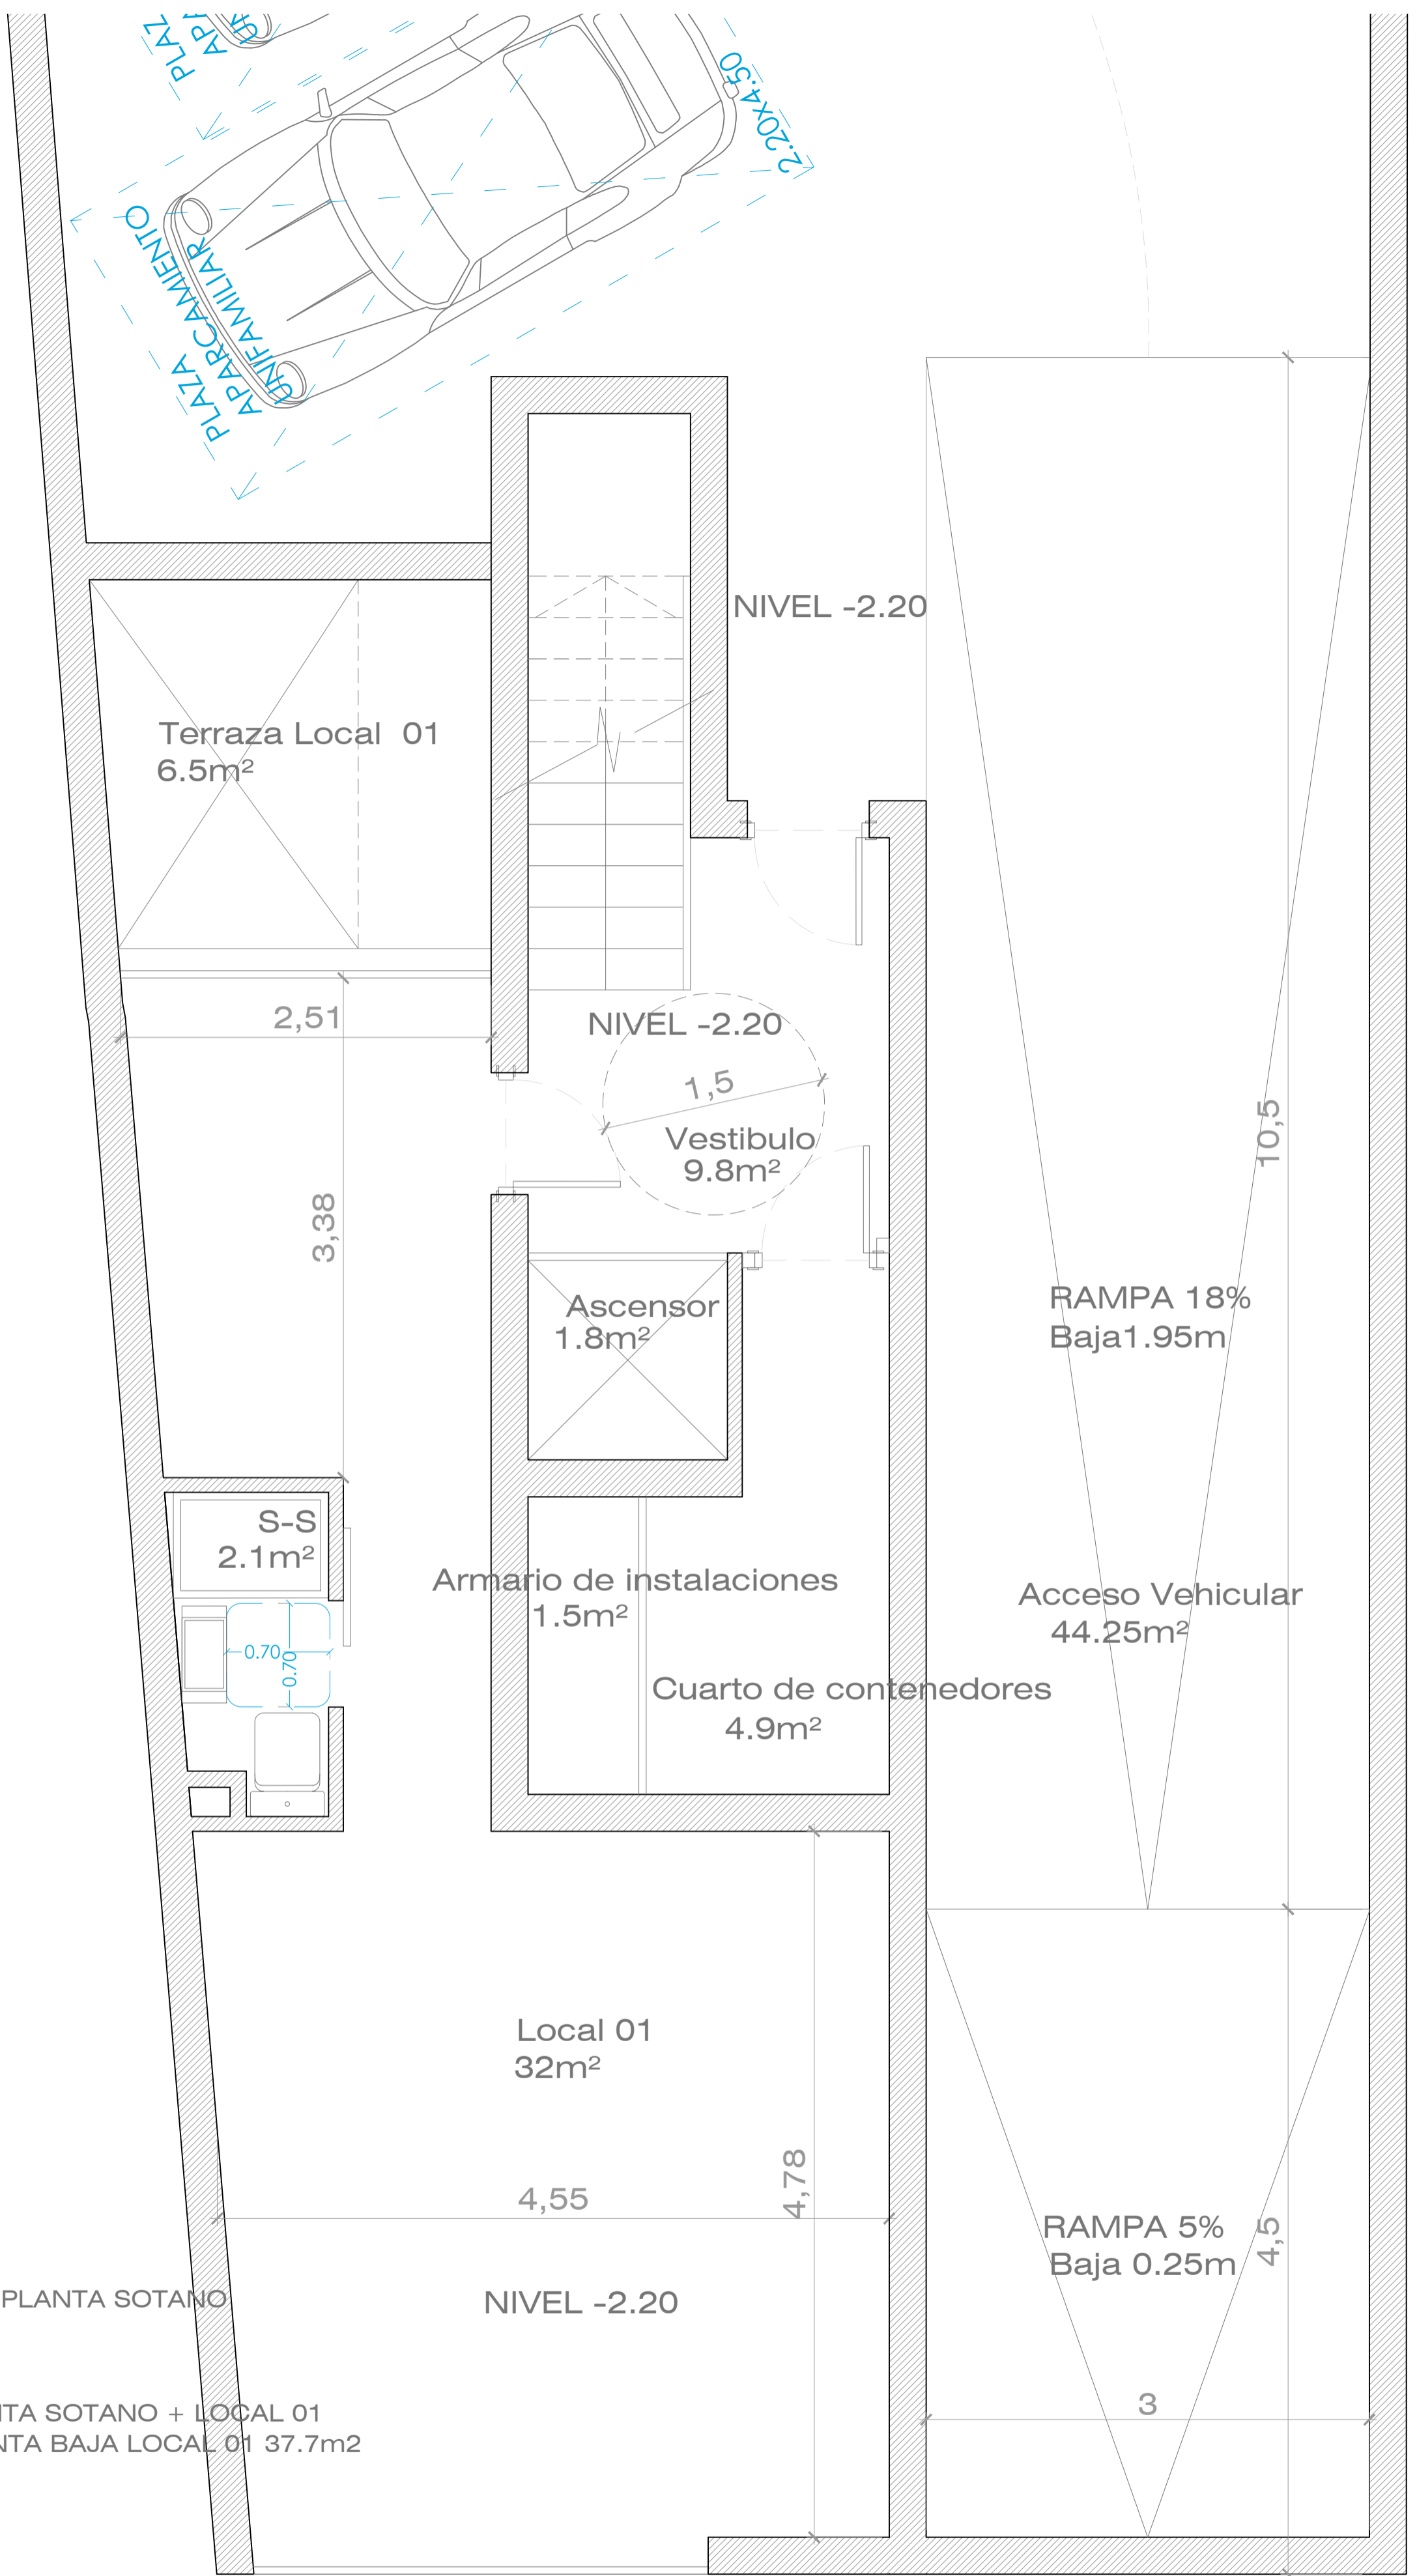 PLAZ
AP
2.20x4.50
PLAZA
APARCAMIENTO
UNIFAMILIAR
NIVEL -2.20
Terraza Local 01
6.5m²
2,51
NIVEL -2.20
1,5
Vestibulo
9.8m²
10,5
3,38
RAMPA 18%
Baja1.95m
Ascensor
1.8m²
S-S
2.1m²
Armario de instalaciones
1.5m²
Acceso Vehicular
44.25m²
0.70
0.70
Cuarto de contenedores
4.9m²
Local 01
32m²
4,78
4,55
RAMPA 5%
Baja 0.25m
4,5
PLANTA SOTANO
NIVEL -2.20
3
TA SOTANO + LOCAL 01
NTA BAJA LOCAL 01 37.7m2